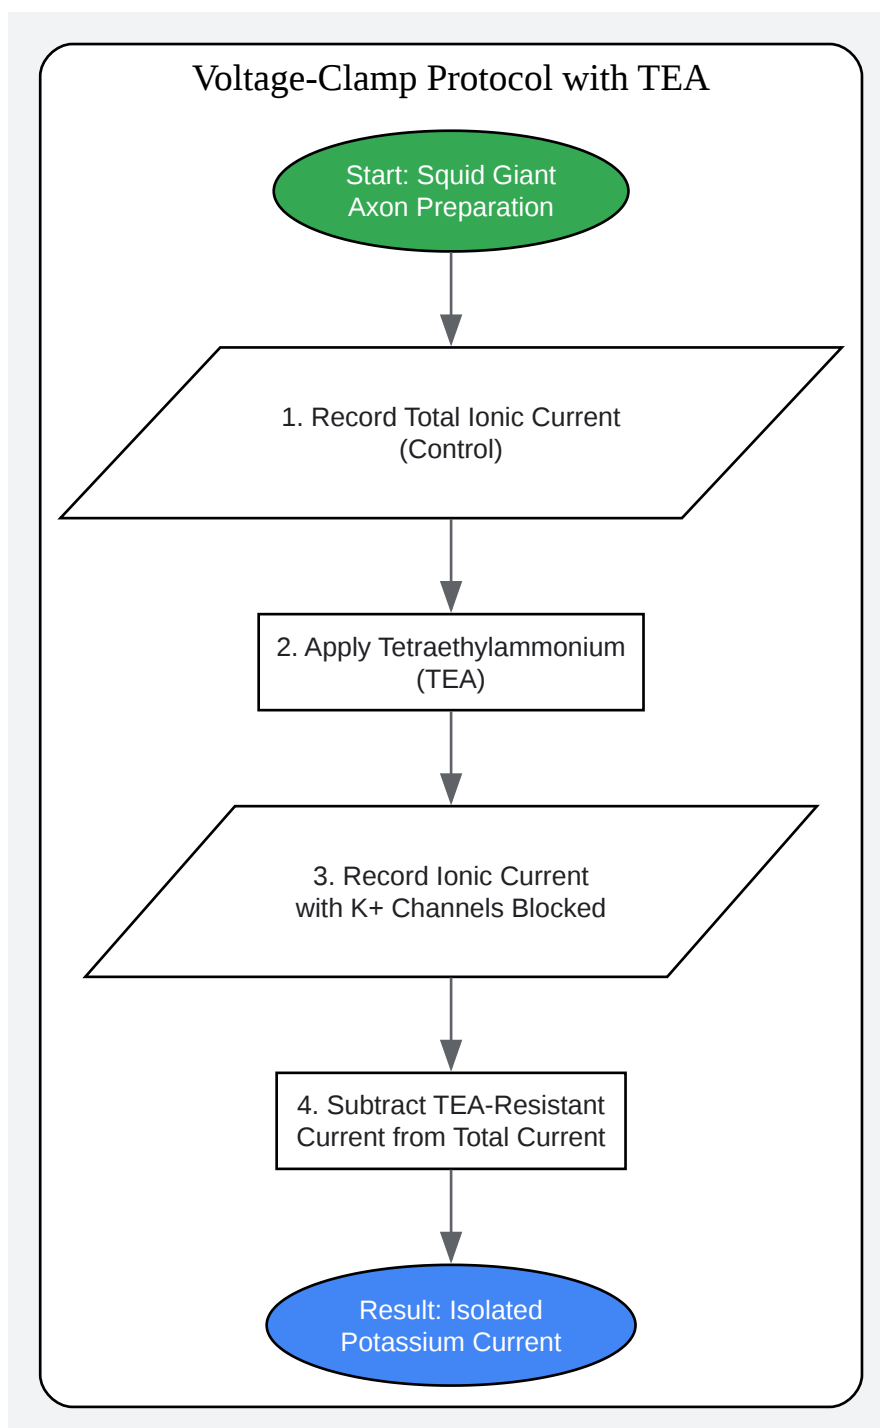 Voltage-Clamp Protocol with TEA
Start: Squid Giant
Axon Preparation
1. Record Total Ionic Current
(Control)
2. Apply Tetraethylammonium
(TEA)
3. Record Ionic Current
with K+ Channels Blocked
4. Subtract TEA-Resistant
Current from Total Current
Result: Isolated
Potassium Current